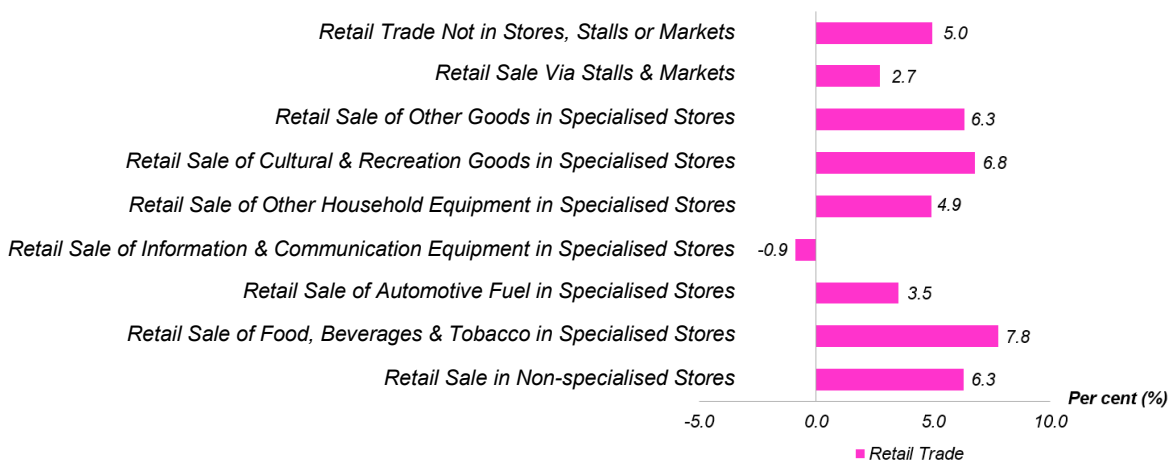 Retail Trade Not in Stores, Stalls or Markets 5.0
Retail Sale Via Stalls & Markets 2.7
Retail Sale of Other Goods in Specialised Stores 6.3
Retail Sale of Cultural & Recreation Goods in Specialised Stores 6.8
Retail Sale of Other Household Equipment in Specialised Stores 4.9
Retail Sale of Information & Communication Equipment in Specialised Stores -0.9
Retail Sale of Automotive Fuel in Specialised Stores 3.5
Retail Sale of Food, Beverages & Tobacco in Specialised Stores 7.8
Retail Sale in Non-specialised Stores 6.3
Per cent (%)
-5.0 0.0 5.0 10.0
Retail Trade